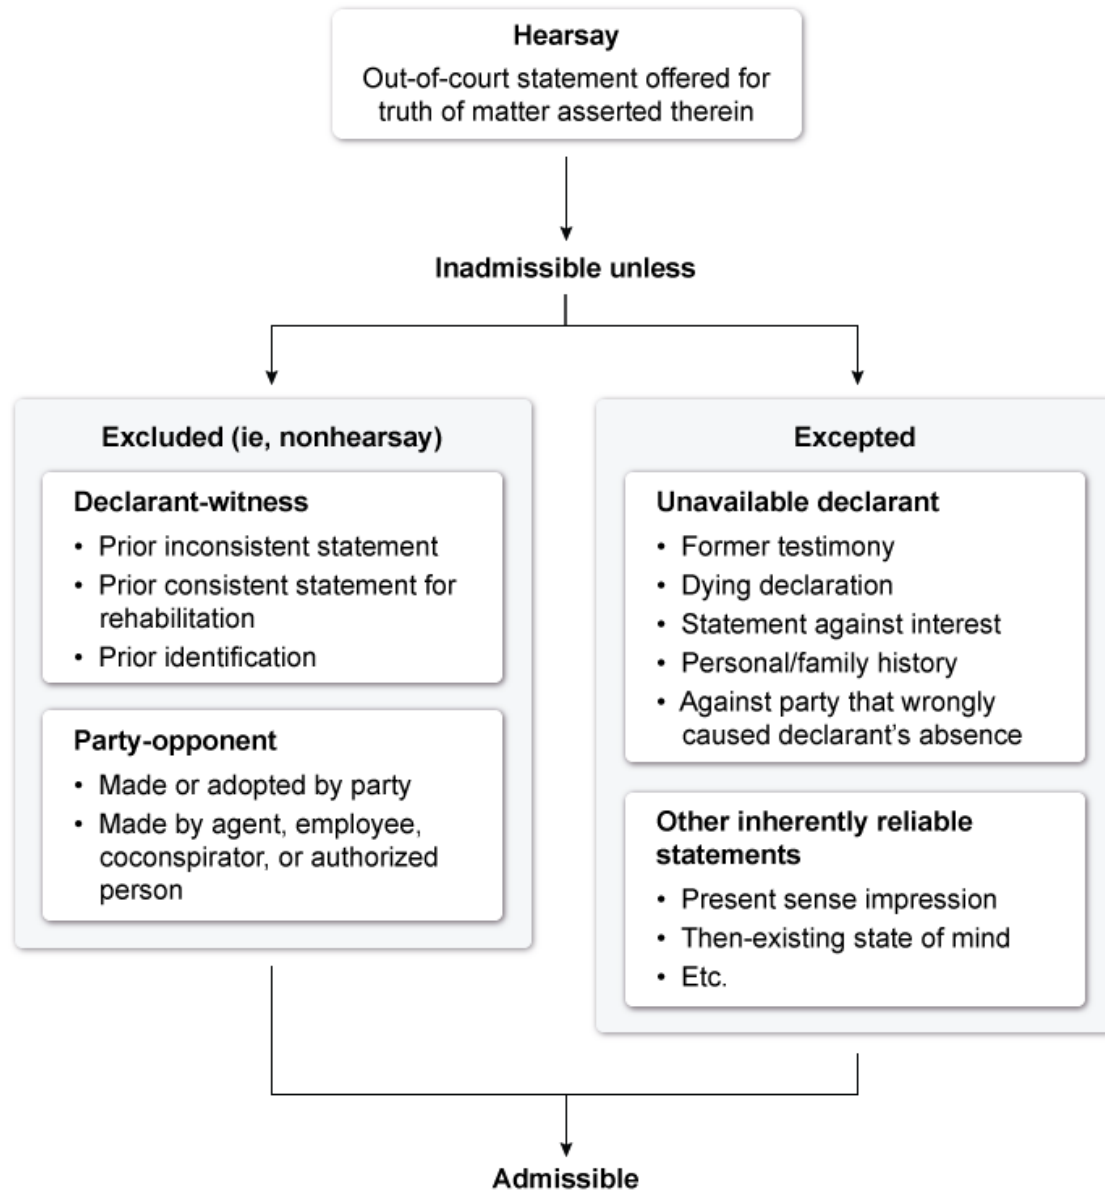 Hearsay
Out-of-court statement offered for
truth of matter asserted therein
Inadmissible unless
Excluded (ie, nonhearsay)
Declarant-witness
• Prior inconsistent statement
• Prior consistent statement for
rehabilitation
• Prior identification
Party-opponent
• Made or adopted by party
• Made by agent, employee,
coconspirator, or authorized
person
Excepted
Unavailable declarant
• Former testimony
• Dying declaration
• Statement against interest
• Personal/family history
• Against party that wrongly
caused declarant's absence
Other inherently reliable
statements
• Present sense impression
• Then-existing state of mind
• Etc.
Admissible